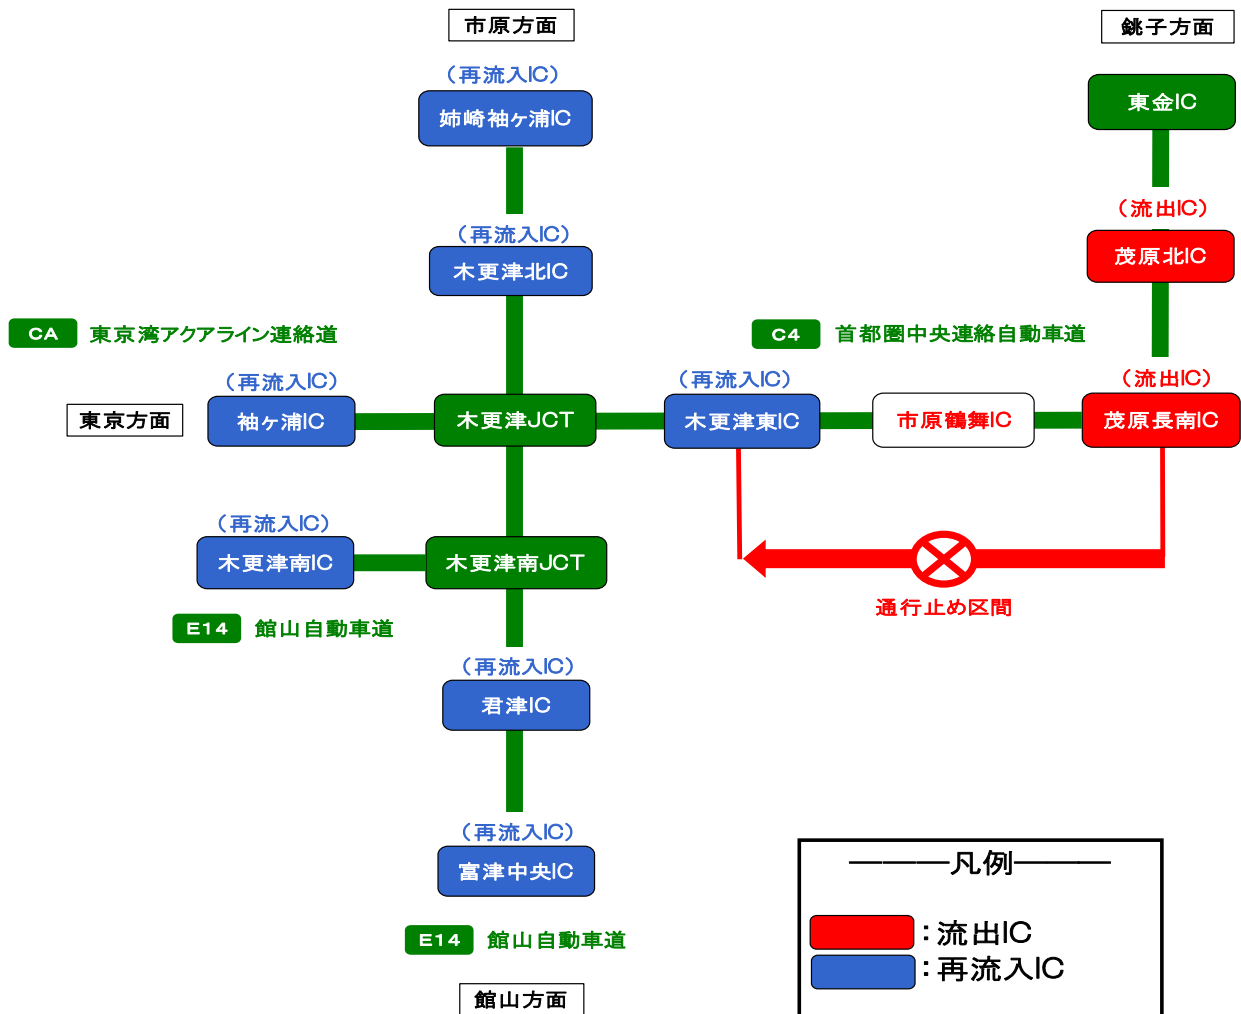 市原方面
銚子方面
（再流入IC）
姉崎袖ヶ浦IC
東金IC
（流出IC）
茂原北IC
（再流入IC）
木更津北IC
CA 東京湾アクアライン連絡道
C4 首都圏中央連絡自動車道
（再流入IC）
（再流入IC）
（流出IC）
東京方面
袖ヶ浦IC
木更津JCT
木更津東IC
市原鶴舞IC
茂原長南IC
（再流入IC）
木更津南IC
木更津南JCT
通行止め区間
E14 館山自動車道
（再流入IC）
君津IC
（再流入IC）
富津中央IC
E14 館山自動車道
館山方面
――――凡例――――
：流出IC
：再流入IC